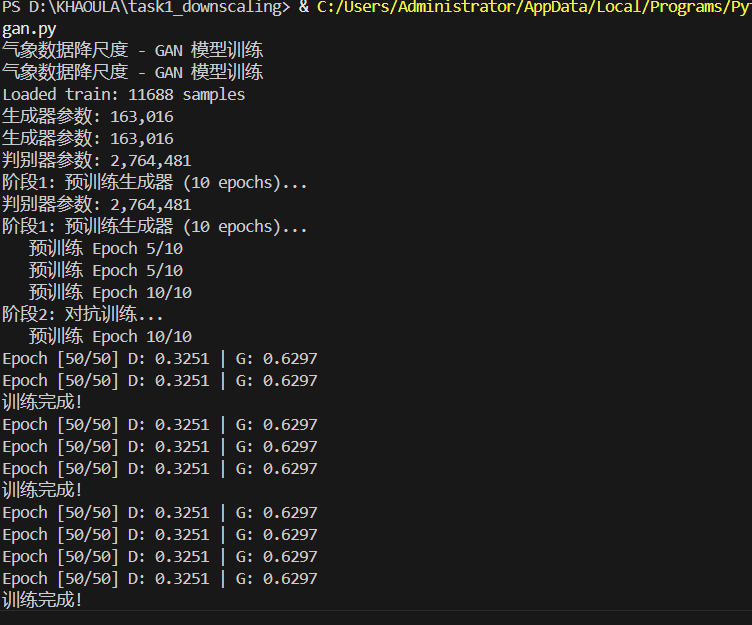 PS D:\KHAOULA\task1_downscaling> & C:/Users/Administrator/AppData/Local/Programs/Py
gan.py
气象数据降尺度 - GAN 模型训练
气象数据降尺度 - GAN 模型训练
Loaded train: 11688 samples
生成器参数: 163,016
生成器参数: 163,016
判别器参数: 2,764,481
阶段1: 预训练生成器 (10 epochs)...
判别器参数: 2,764,481
阶段1: 预训练生成器 (10 epochs)...
预训练 Epoch 5/10
预训练 Epoch 5/10
预训练 Epoch 10/10
阶段2: 对抗训练...
预训练 Epoch 10/10
Epoch [50/50] D: 0.3251 | G: 0.6297
Epoch [50/50] D: 0.3251 | G: 0.6297
训练完成!
Epoch [50/50] D: 0.3251 | G: 0.6297
Epoch [50/50] D: 0.3251 | G: 0.6297
Epoch [50/50] D: 0.3251 | G: 0.6297
训练完成!
Epoch [50/50] D: 0.3251 | G: 0.6297
Epoch [50/50] D: 0.3251 | G: 0.6297
Epoch [50/50] D: 0.3251 | G: 0.6297
Epoch [50/50] D: 0.3251 | G: 0.6297
训练完成!